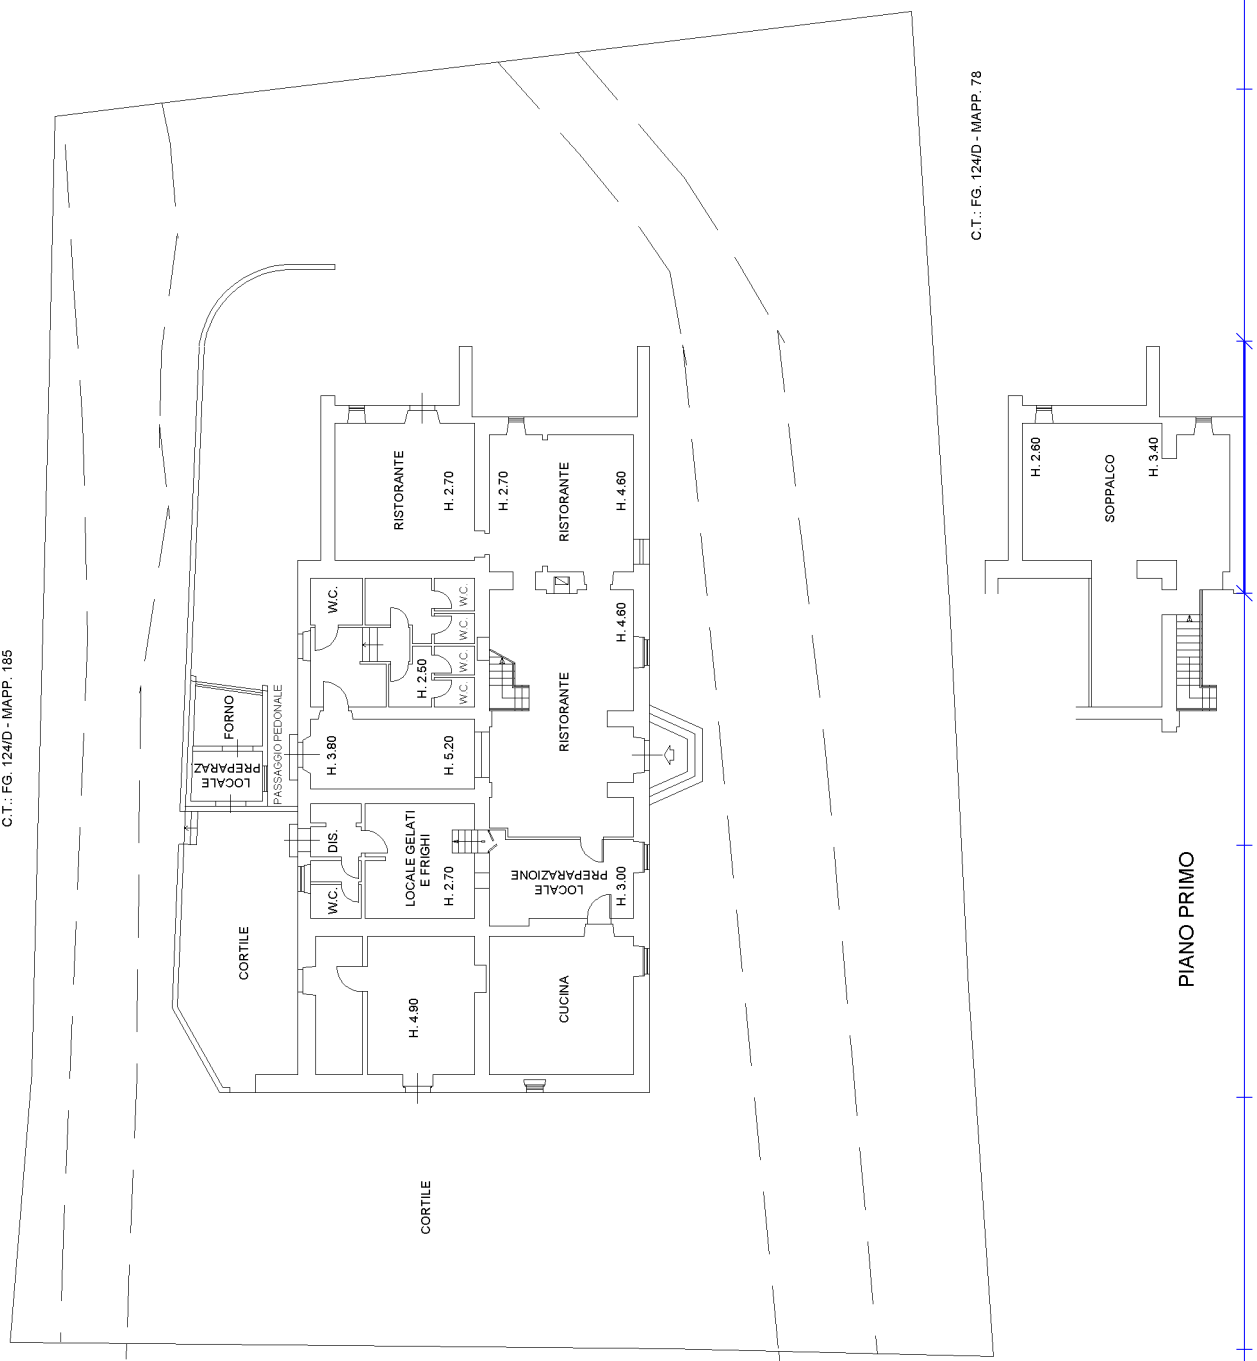 C.T.: FG. 124/D - MAPP. 185
C.T.: FG. 124/D - MAPP. 78
FORNO
LOCALE
PREPARAZ
PASSAGGIO PEDONALE
CORTILE
W.C.
H. 3.80
DIS.
W.C.
RISTORANTE
H. 2.70
W.C.
W.C.
W.C.
W.C.
H. 2.50
H. 5.20
LOCALE GELATI
E FRIGHI
H. 2.70
H. 4.90
H. 2.70
RISTORANTE
H. 4.60
H. 4.60
RISTORANTE
LOCALE
PREPARAZIONE
H. 3.00
CUCINA
CORTILE
H. 2.60
SOPPALCO
H. 3.40
PIANO PRIMO